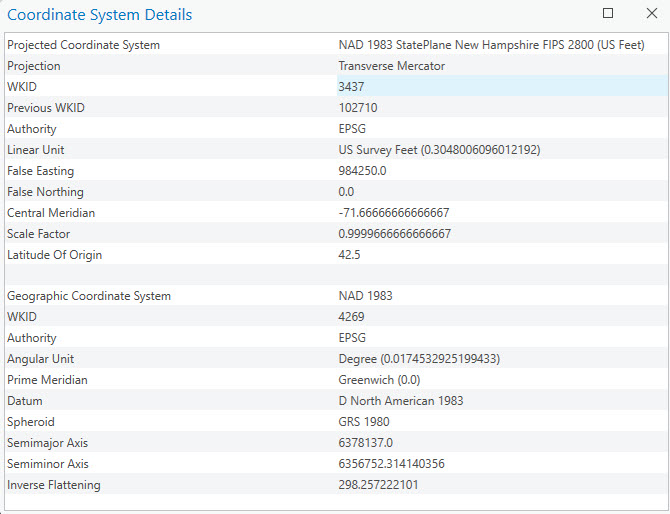 Coordinate System Details
Projected Coordinate System NAD 1983 StatePlane New Hampshire FIPS 2800 (US Feet)
Projection Transverse Mercator
WKID 3437
Previous WKID 102710
Authority EPSG
Linear Unit US Survey Feet (0.3048006096012192)
False Easting 984250.0
False Northing 0.0
Central Meridian -71.66666666666667
Scale Factor 0.9999666666666667
Latitude Of Origin 42.5
Geographic Coordinate System NAD 1983
WKID 4269
Authority EPSG
Angular Unit Degree (0.0174532925199433)
Prime Meridian Greenwich (0.0)
Datum D North American 1983
Spheroid GRS 1980
Semimajor Axis 6378137.0
Semiminor Axis 6356752.314140356
Inverse Flattening 298.257222101